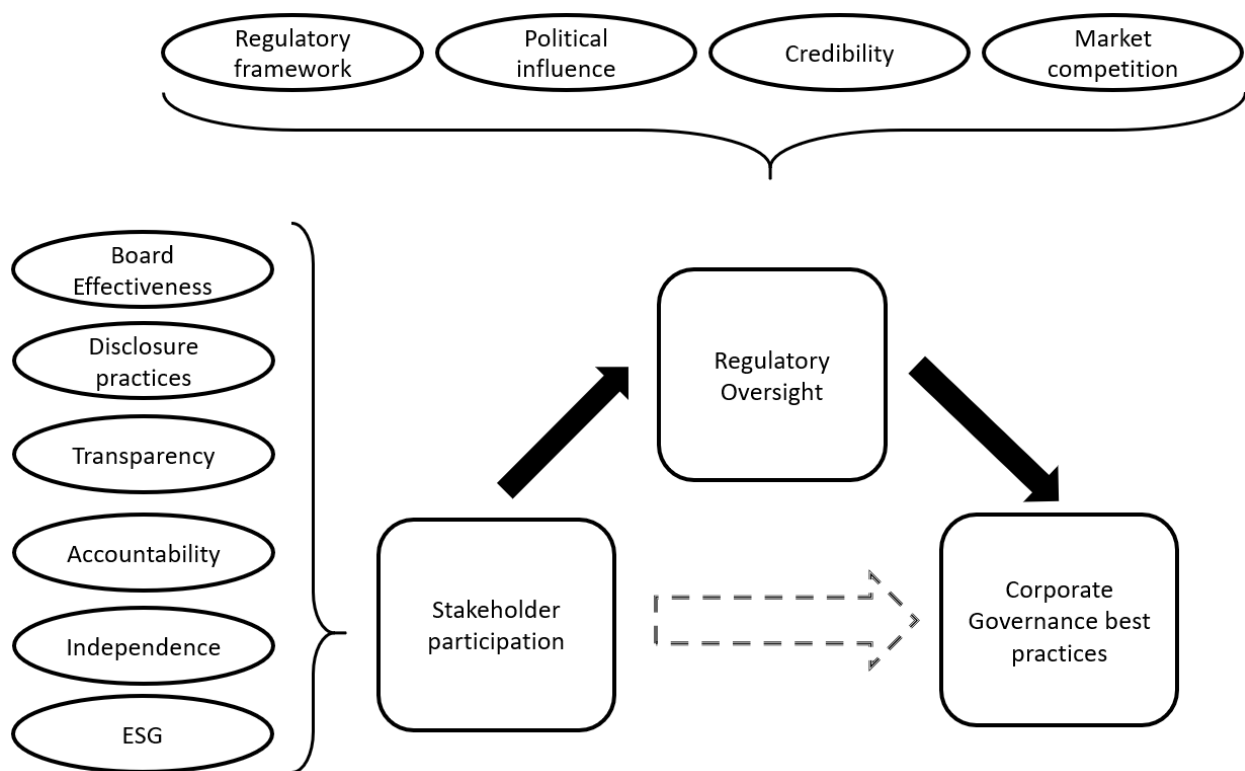 Regulatory
framework
Political
influence
Credibility
Market
competition
Board
Effectiveness
Disclosure
practices
Transparency
Accountability
Independence
ESG
Regulatory
Oversight
Stakeholder
participation
Corporate
Governance best
practices